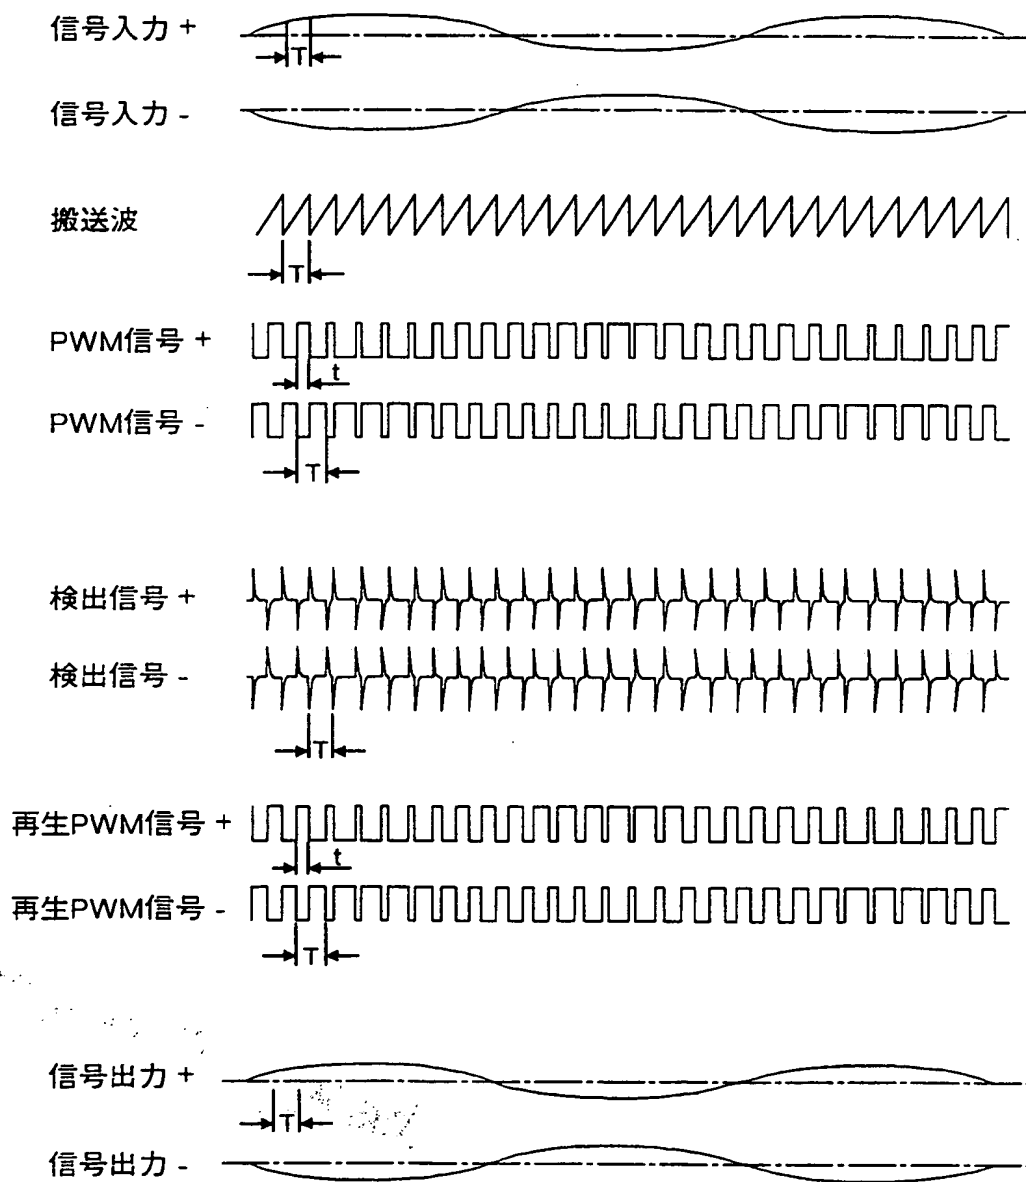 信号入力 +
T
信号入力 -
搬送波
T
PWM信号 +
t
PWM信号 -
T
検出信号 +
検出信号 -
T
再生PWM信号 +
t
再生PWM信号 -
T
信号出力 +
T
信号出力 -